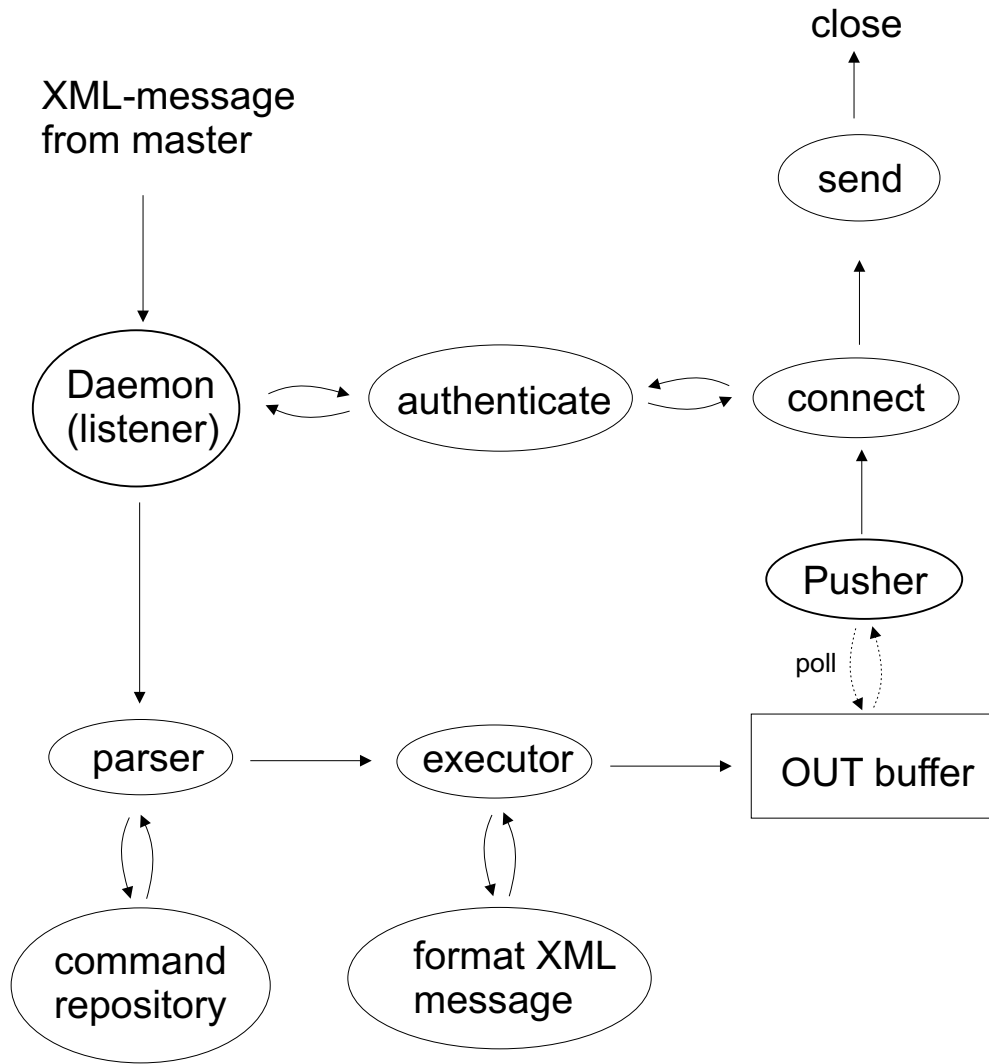 close
XML-message
from master
send
Daemon
(listener)
authenticate
connect
Pusher
poll
parser
executor
OUT buffer
command
repository
format XML
message